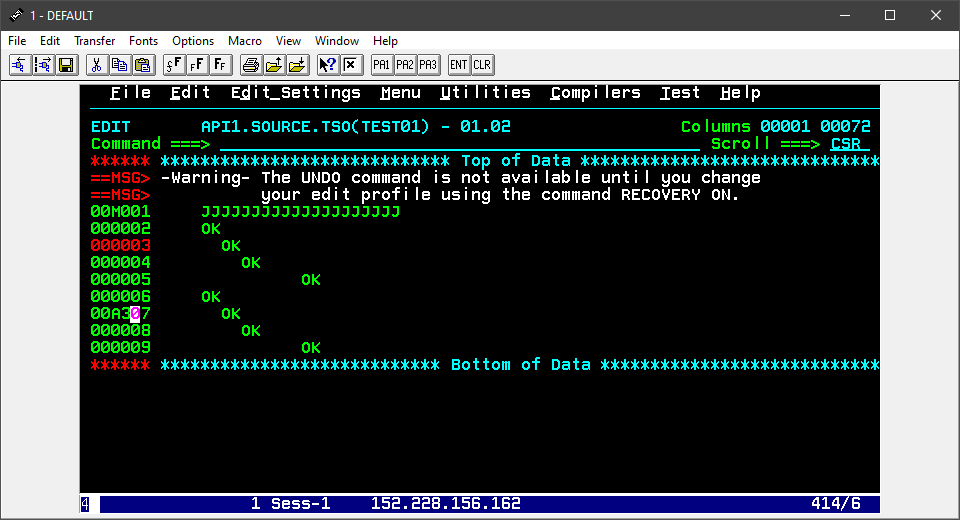 1 - DEFAULT
File Edit Transfer Fonts Options Macro View Window Help
PA1 PA2 PA3 ENT CLR
File Edit Edit_Settings Menu Utilities Compilers Test Help
EDIT API1.SOURCE.TSO(TEST01) - 01.02 Columns 00001 00072
Command ===> Scroll ===> CSR
****** ***************************** Top of Data ******************************
==MSG> -Warning- The UNDO command is not available until you change
==MSG> your edit profile using the command RECOVERY ON.
00M001 JJJJJJJJJJJJJJJJJJJJ
000002 OK
000003 OK
000004 OK
000005 OK
000006 OK
00A307 OK
000008 OK
000009 OK
****** **************************** Bottom of Data ****************************
4 1 Sess-1 152.228.156.162 414/6